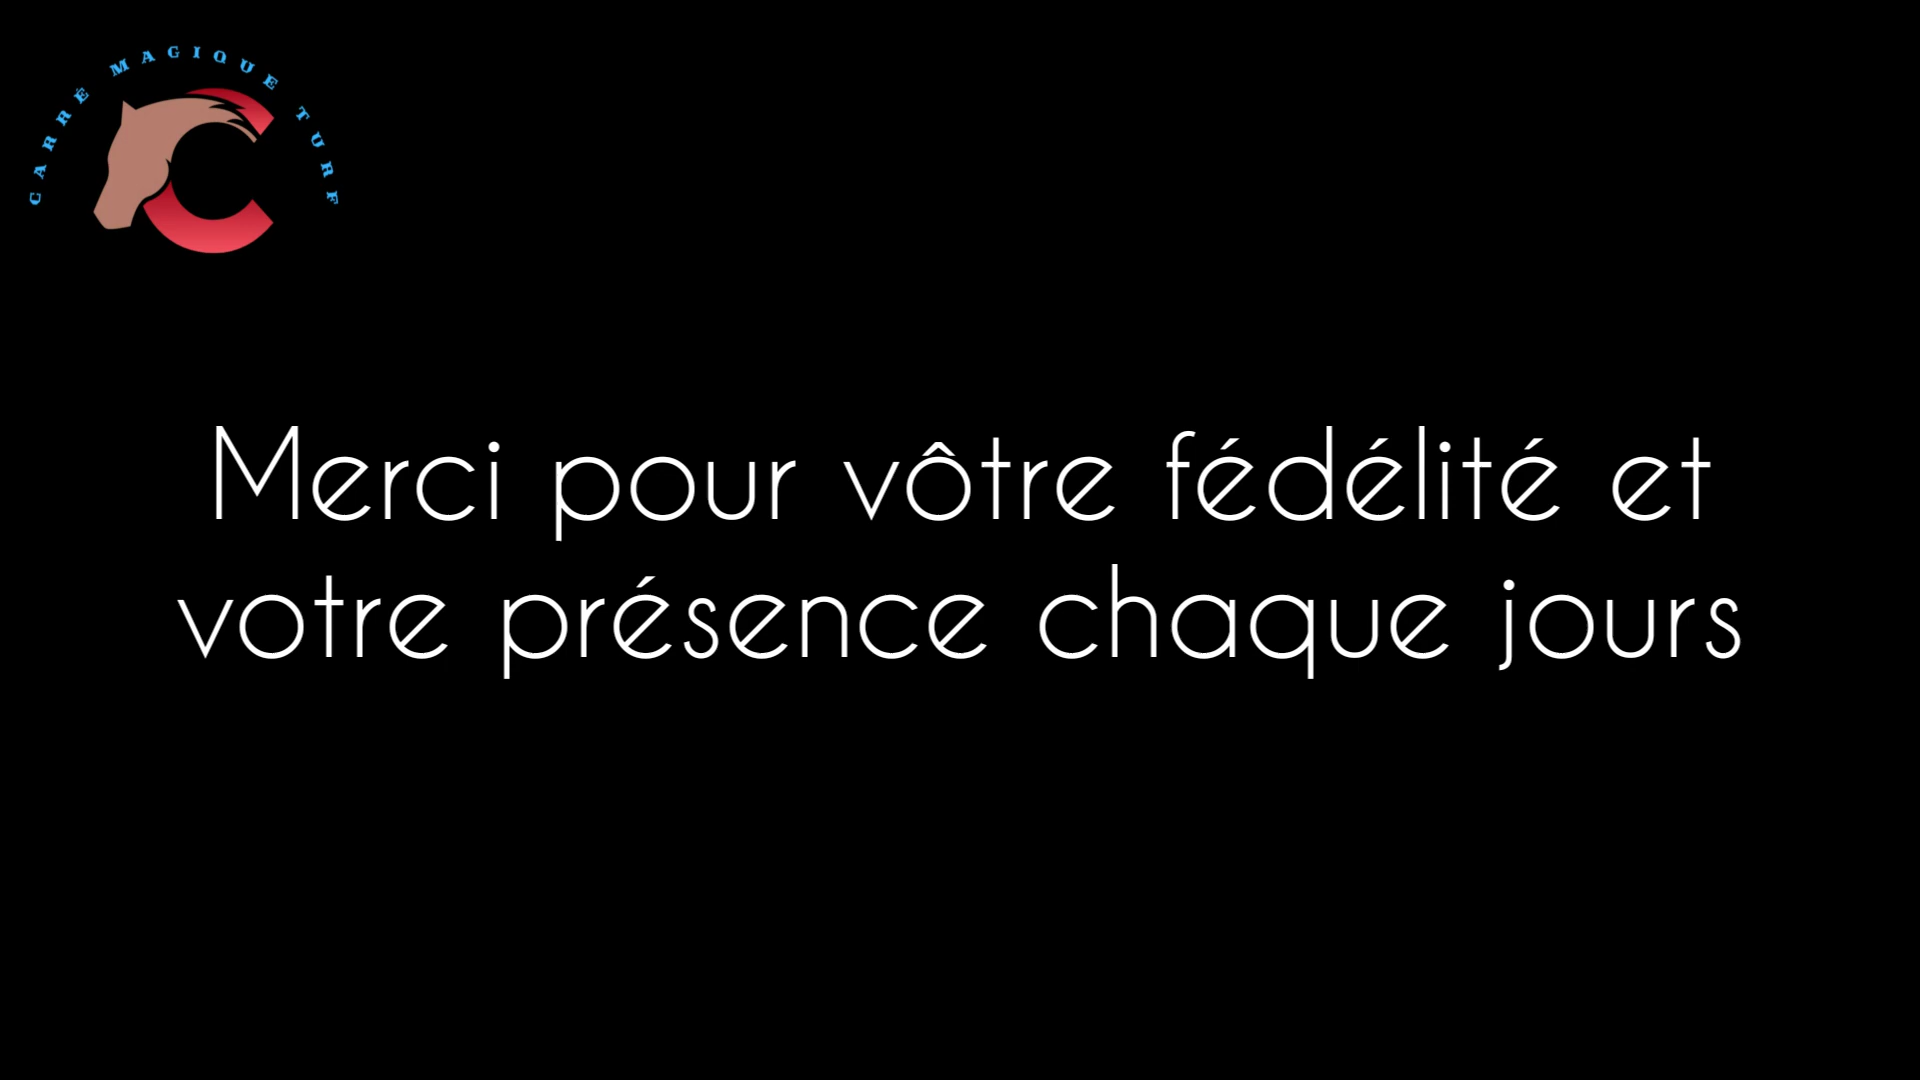 CARRÉ MAGIQUE TURF
Merci pour vôtre fédélité et
votre présence chaque jours